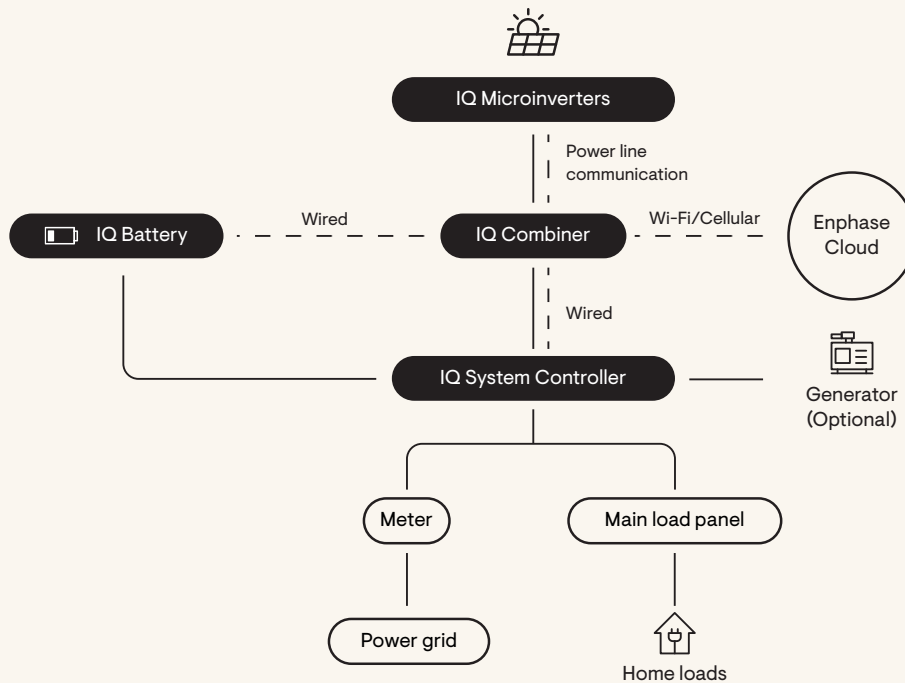 IQ Microinverters
Power line
communication
IQ Battery
Wired
IQ Combiner
Wi-Fi/Cellular
Enphase
Cloud
Wired
IQ System Controller
Generator
(Optional)
Meter
Main load panel
Power grid
Home loads